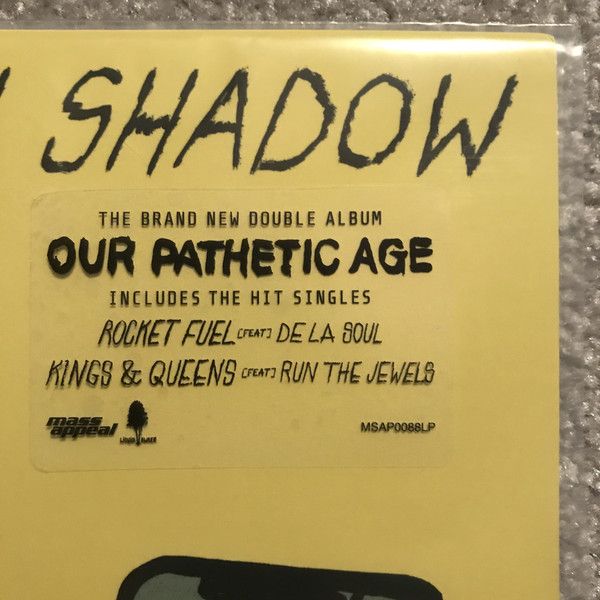 SHADOW
THE BRAND NEW DOUBLE ALBUM
OUR PATHETIC AGE
INCLUDES THE HIT SINGLES
ROCKET FUEL [FEAT] DE LA SOUL
KINGS & QUEENS [FEAT] RUN THE JEWELS
mass appeal
MSAP0088LP